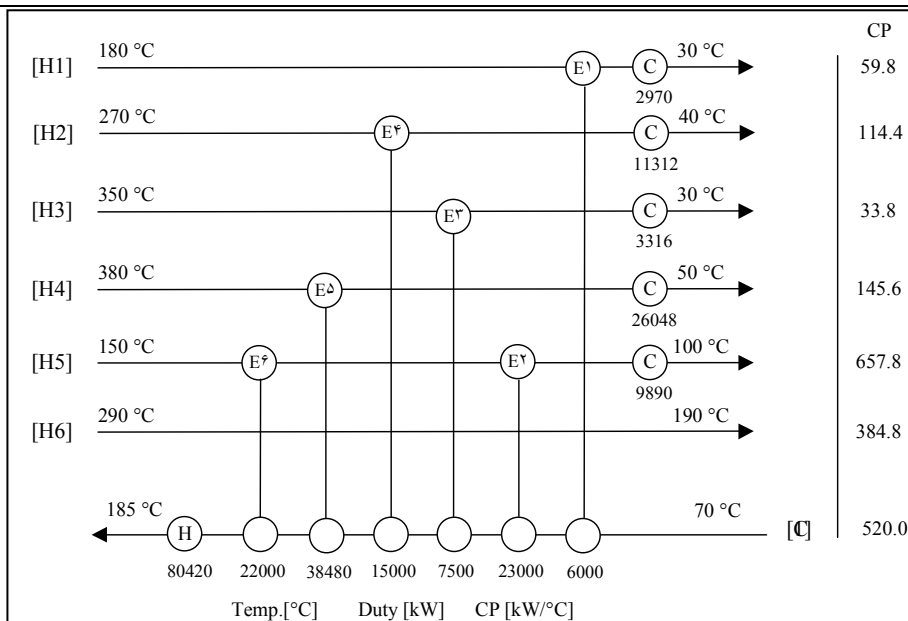 CP
[H1] 180 °C E۱ C 30 °C 59.8
2970
[H2] 270 °C E۴ C 40 °C 114.4
11312
[H3] 350 °C E۳ C 30 °C 33.8
3316
[H4] 380 °C E۵ C 50 °C 145.6
26048
[H5] 150 °C E۶ E۲ C 100 °C 657.8
9890
[H6] 290 °C 190 °C 384.8
185 °C H 70 °C [C] 520.0
80420 22000 38480 15000 7500 23000 6000
Temp.[°C] Duty [kW] CP [kW/°C]